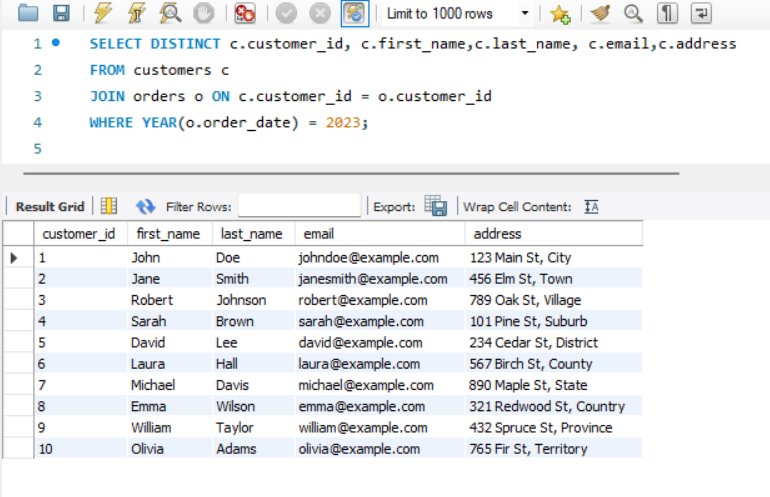 Limit to 1000 rows
1 SELECT DISTINCT c.customer_id, c.first_name,c.last_name, c.email,c.address
2 FROM customers c
3 JOIN orders o ON c.customer_id = o.customer_id
4 WHERE YEAR(o.order_date) = 2023;
5
Result Grid Filter Rows: Export: Wrap Cell Content: IA
customer_id first_name last_name email address
1 John Doe johndoe@example.com 123 Main St, City
2 Jane Smith janesmith@example.com 456 Elm St, Town
3 Robert Johnson robert@example.com 789 Oak St, Village
4 Sarah Brown sarah@example.com 101 Pine St, Suburb
5 David Lee david@example.com 234 Cedar St, District
6 Laura Hall laura@example.com 567 Birch St, County
7 Michael Davis michael@example.com 890 Maple St, State
8 Emma Wilson emma@example.com 321 Redwood St, Country
9 William Taylor william@example.com 432 Spruce St, Province
10 Olivia Adams olivia@example.com 765 Fir St, Territory